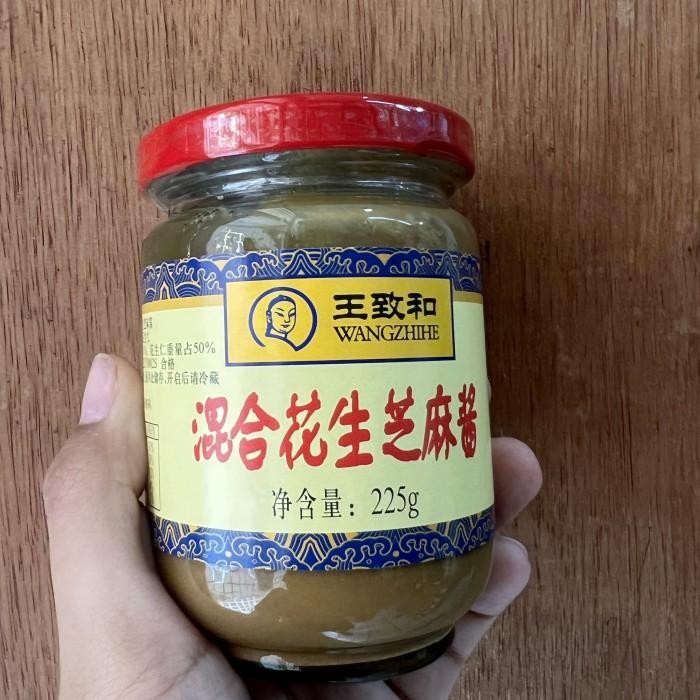 王致和
WANGZHIHE
花生仁重量占50%
合格
开启后请冷藏
混合花生芝麻酱
净含量：225g